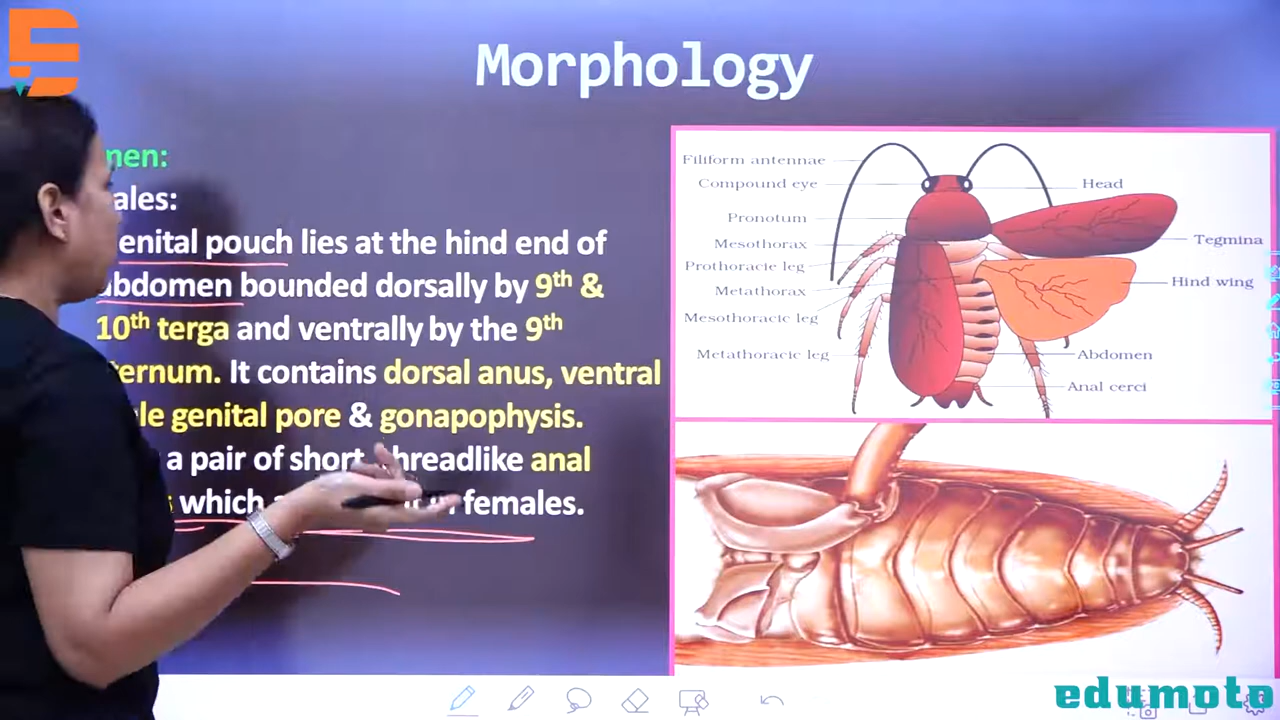 Morphology
men:
ales:
enital pouch lies at the hind end of
abdomen bounded dorsally by 9th &
10th terga and ventrally by the 9th
ternum. It contains dorsal anus, ventral
le genital pore & gonapophysis.
a pair of short threadlike anal
which females.
Filiform antennae
Compound eye
Head
Pronotum
Tegmina
Mesothorax
Prothoracic leg
Hind wing
Metathorax
Mesothoracic leg
Metathoracic leg
Abdomen
Anal cerci
edumoto